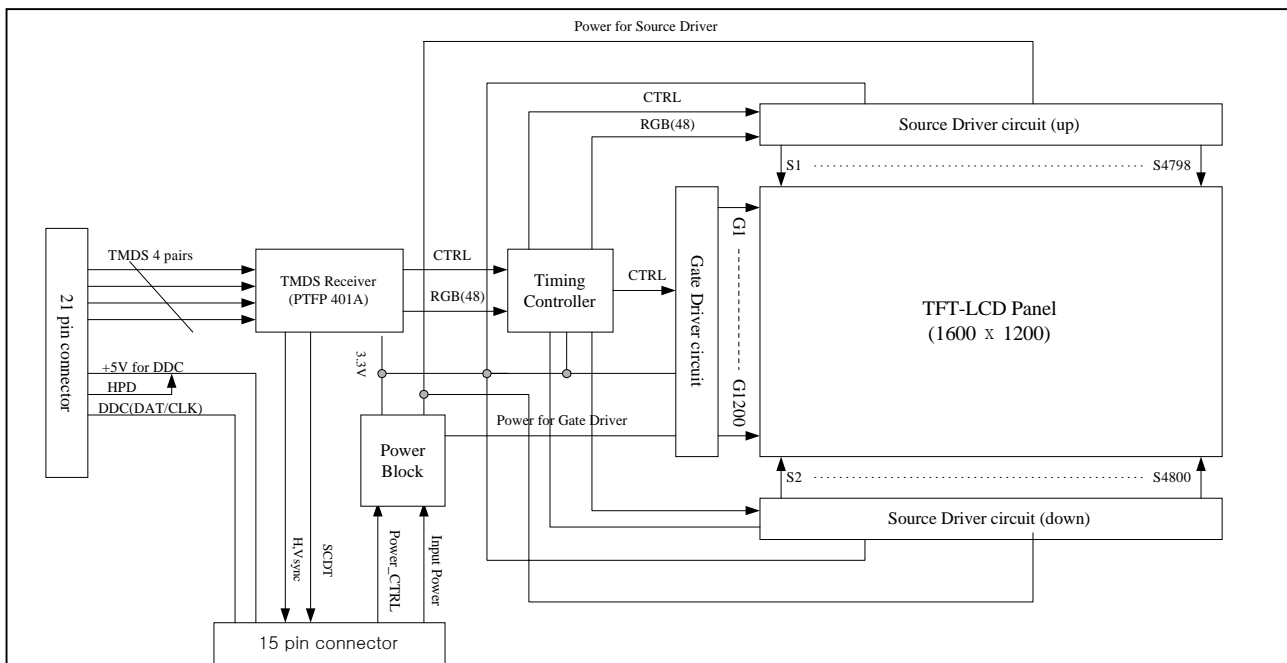 Power for Source Driver
CTRL
RGB(48)
Source Driver circuit (up)
S1
S4798
TMDS 4 pairs
TMDS Receiver
(PTFP 401A)
CTRL
RGB(48)
Timing
Controller
CTRL
Gate Driver circuit
G1
G1200
TFT-LCD Panel
(1600 x 1200)
21 pin connector
+5V for DDC
HPD
DDC(DAT/CLK)
3.3V
Power for Gate Driver
Power
Block
S2
S4800
Source Driver circuit (down)
H,Vsync
SCDT
Power_CTRL
Input Power
15 pin connector